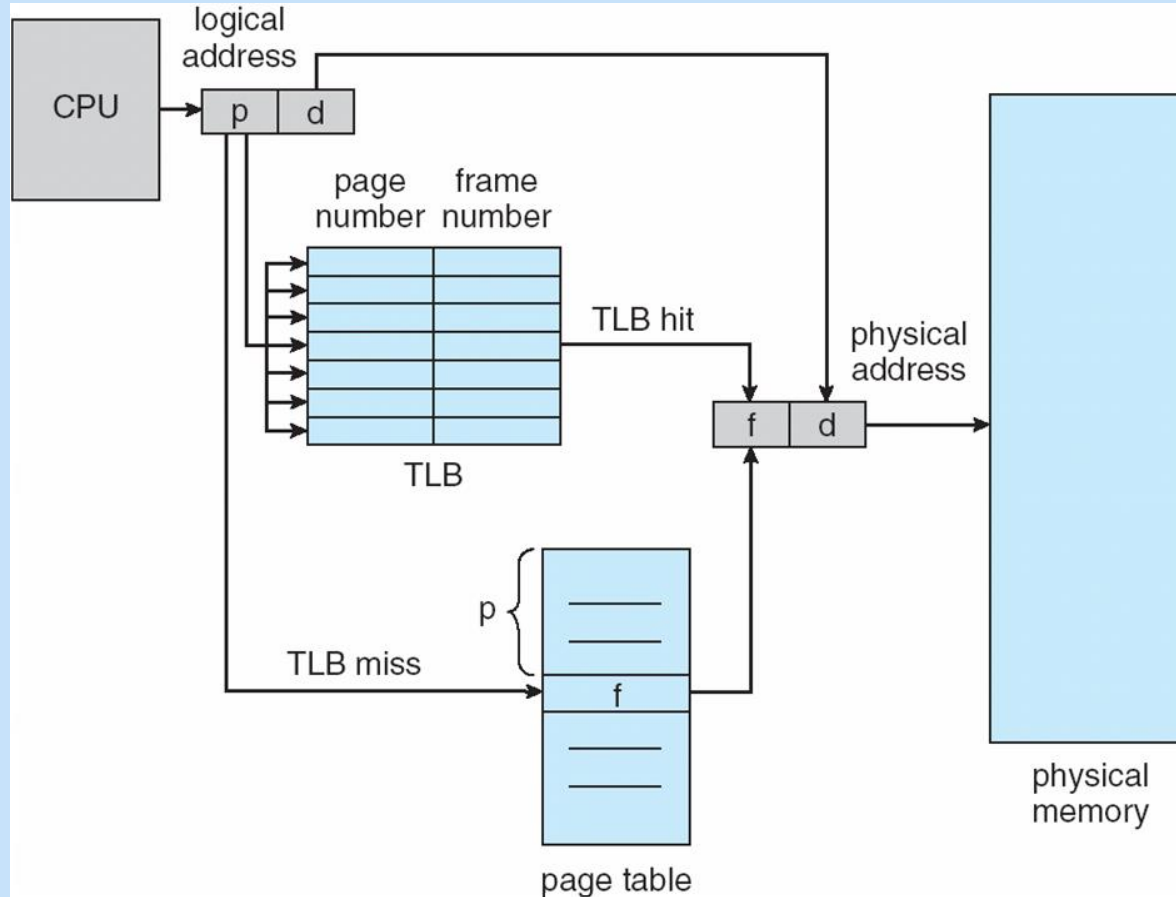 logical
address
CPU
p
d
page
number
frame
number
TLB hit
physical
address
f
d
TLB
p
TLB miss
f
physical
memory
page table